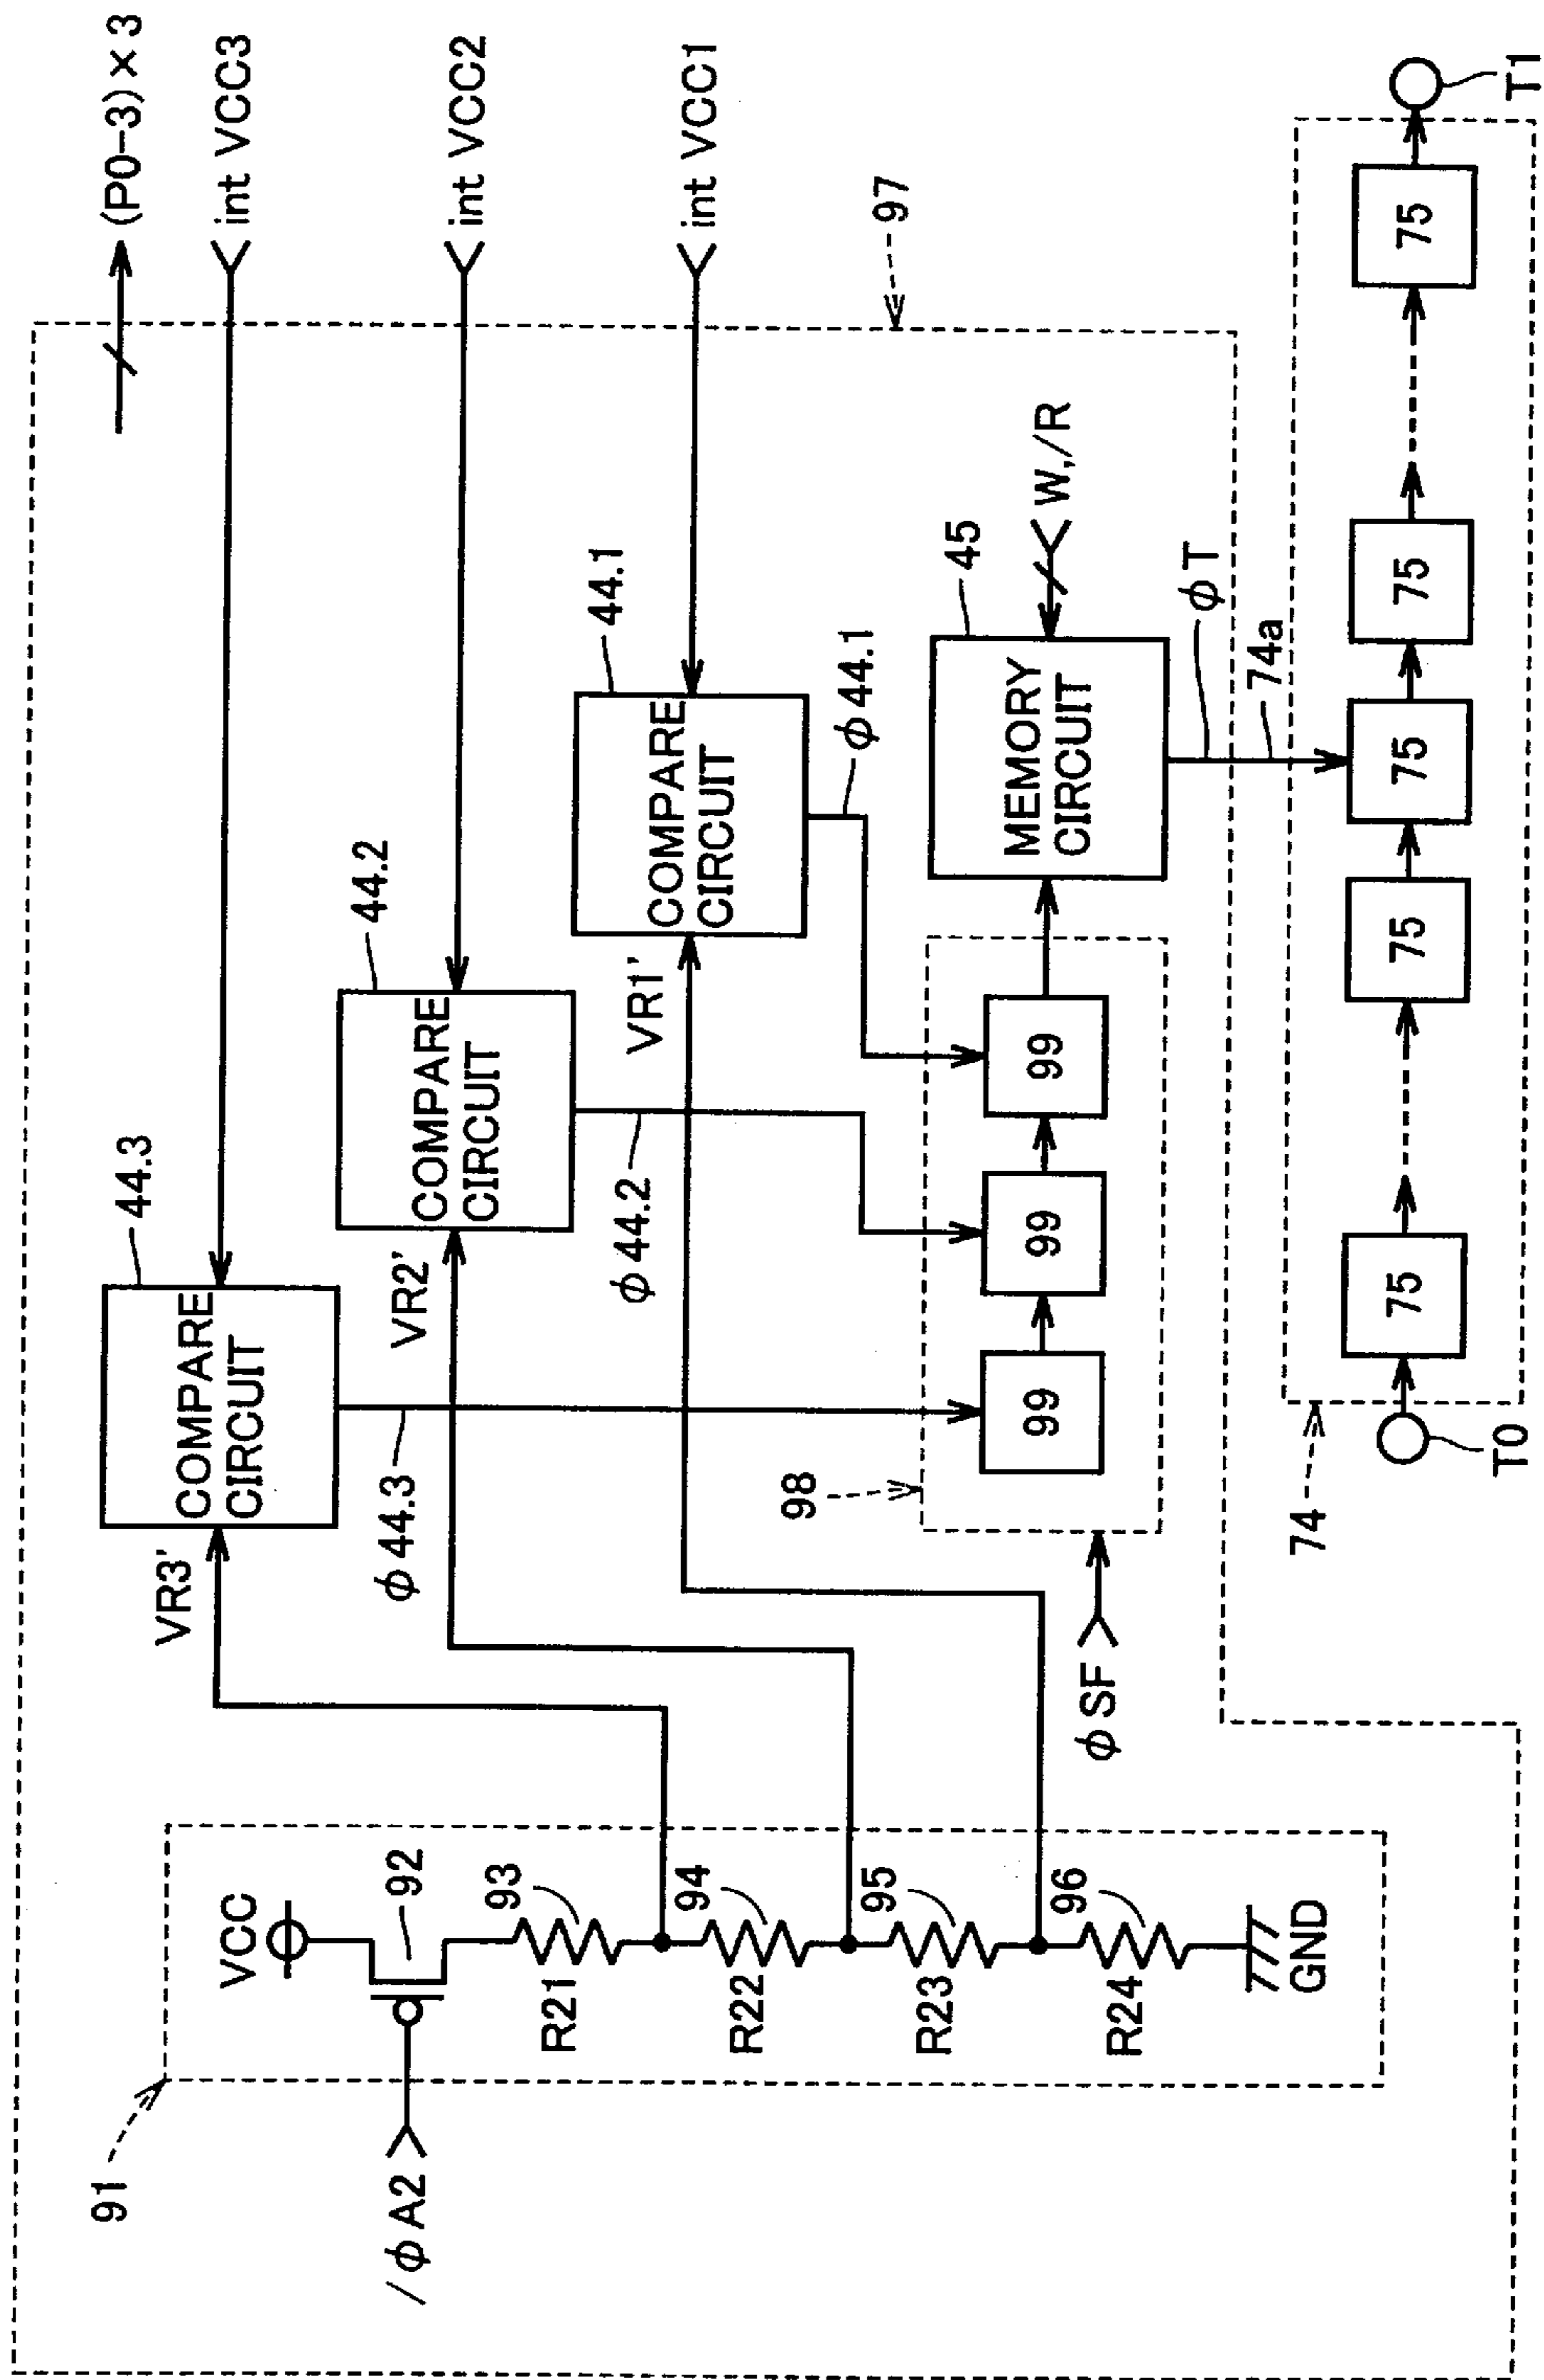 91
/ϕA2
VCC
92
R21
93
R22
94
R23
95
R24
96
GND
VR3'
COMPARE
CIRCUIT
44.3
ϕ44.3
VR2'
COMPARE
CIRCUIT
44.2
ϕ44.2
VR1'
COMPARE
CIRCUIT
44.1
ϕ44.1
(P0-3)×3
int VCC3
int VCC2
int VCC1
97
ϕSF
98
99
99
99
MEMORY
CIRCUIT
45
W,/R
ϕT
74a
74
T0
75
75
75
75
75
T1